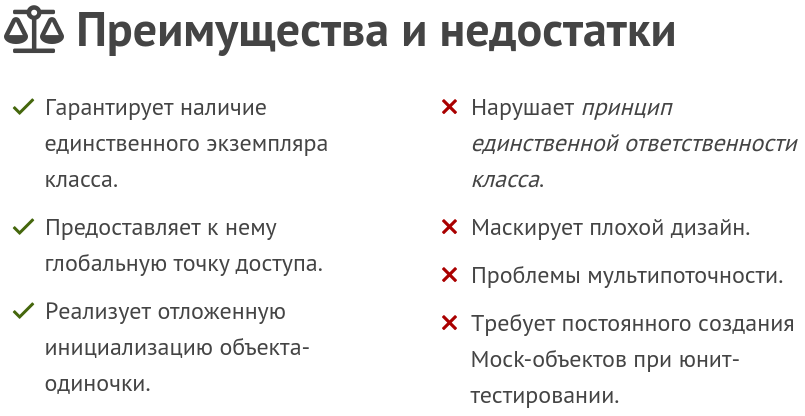 Преимущества и недостатки
Гарантирует наличие
единственного экземпляра
класса.
Предоставляет к нему
глобальную точку доступа.
Реализует отложенную
инициализацию объекта-
одиночки.
Нарушает принцип
единственной ответственности
класса.
Маскирует плохой дизайн.
Проблемы мультипоточности.
Требует постоянного создания
Mock-объектов при юнит-
тестировании.